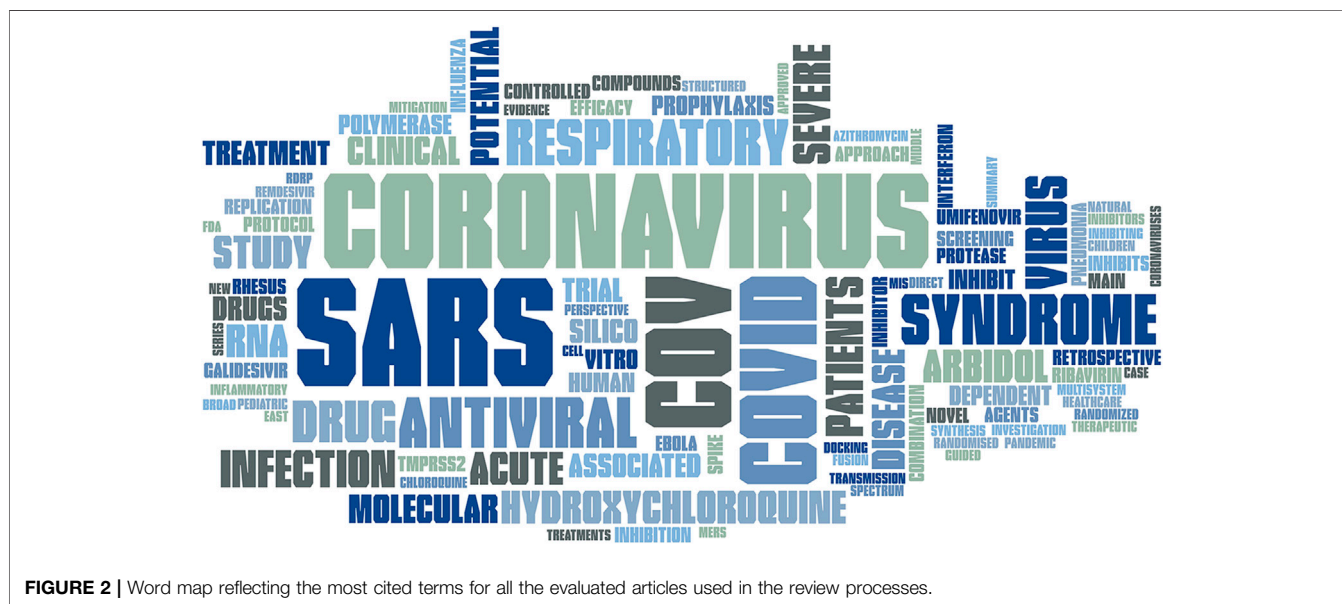 POTENTIAL
INFLUENZA
SEVERE
CONTROLLED
COMPOUNDS
STRUCTURED
APPROVED
MITIGATION
EVIDENCE
EFFICACY
PROPHYLAXIS
POLYMERASE
RESPIRATORY
AZITHROMYCIN
TREATMENT
CLINICAL
APPROACH
MIDDLE
INTERFERON
SUMMARY
RDRP
REMDESIVIR
REPLICATION
FDA
PROTOCOL
STUDY
CORONAVIRUS
UMIFENOVIR
SCREENING
PROTEASE
VIRUS
PNEUMONIA
NATURAL
INHIBITORS
INHIBITING
CHILDREN
INHIBITS
MAIN
CORONAVIRUSES
NEW
RHESUS
DRUGS
SERIES
RNA
SARS
TRIAL
PERSPECTIVE
SILICO
CELL
VITRO
HUMAN
COV
COVID
PATIENTS
INHIBITOR
MIS
DIRECT
INHIBIT
SYNDROME
GALIDESIVIR
INFLAMMATORY
BROAD
PEDIATRIC
EAST
DRUG
ANTIVIRAL
DISEASE
ARBIDOL
RETROSPECTIVE
RIBAVIRIN
CASE
DEPENDENT
MULTISYSTEM
HEALTHCARE
NOVEL
AGENTS
RANDOMIZED
THERAPEUTIC
SYNTHESIS
INVESTIGATION
RANDOMISED
PANDEMIC
GUIDED
COMBINATION
EBOLA
SPIKE
INFECTION
TMPRSS2
CHLOROQUINE
ACUTE
ASSOCIATED
DOCKING
FUSION
TRANSMISSION
SPECTRUM
MOLECULAR
HYDROXYCHLOROQUINE
TREATMENTS
INHIBITION
MERS
FIGURE 2 | Word map reflecting the most cited terms for all the evaluated articles used in the review processes.